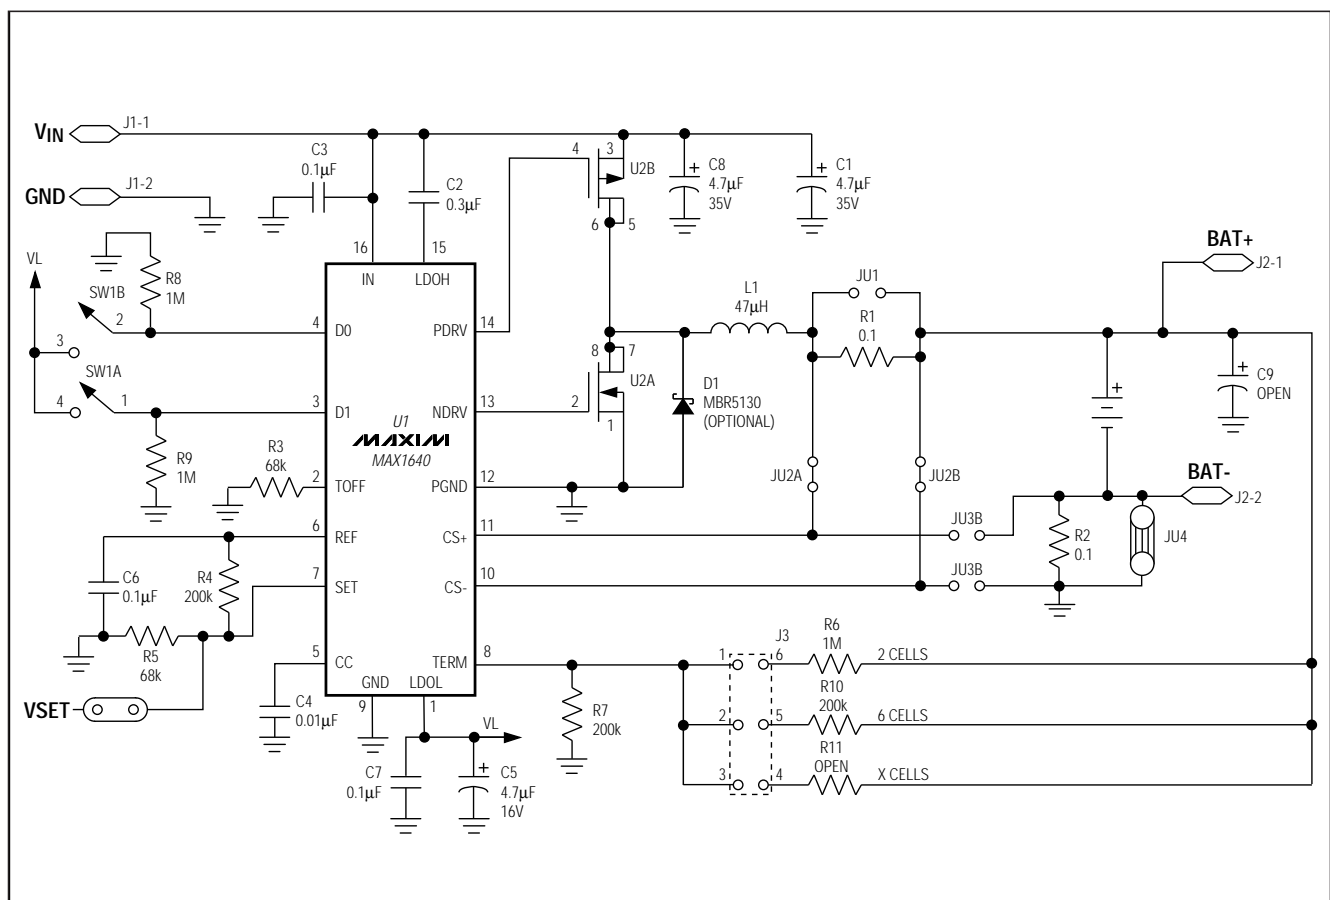 VIN J1-1
GND J1-2
C3
0.1µF
C2
0.3µF
16
15
IN
LDOH
4
3
U2B
6
5
+
C8
4.7µF
35V
+
C1
4.7µF
35V
BAT+
J2-1
VL
R8
1M
SW1B
2
3
SW1A
4
1
R9
1M
4
D0
3
D1
R3
68k
2
TOFF
6
REF
7
SET
5
CC
U1
MAXIM
MAX1640
PDRV
14
NDRV
13
PGND
12
CS+
11
CS-
10
TERM
8
GND
LDOL
9
1
8
7
U2A
2
1
D1
MBR5130
(OPTIONAL)
L1
47µH
JU1
R1
0.1
JU2A
JU2B
+
+
C9
OPEN
BAT-
J2-2
JU3B
JU3B
R2
0.1
JU4
C6
0.1µF
R4
200k
R5
68k
VSET
C4
0.01µF
VL
C7
0.1µF
+
C5
4.7µF
16V
R7
200k
J3
1
6
R6
1M
2 CELLS
2
5
R10
200k
6 CELLS
3
4
R11
OPEN
X CELLS